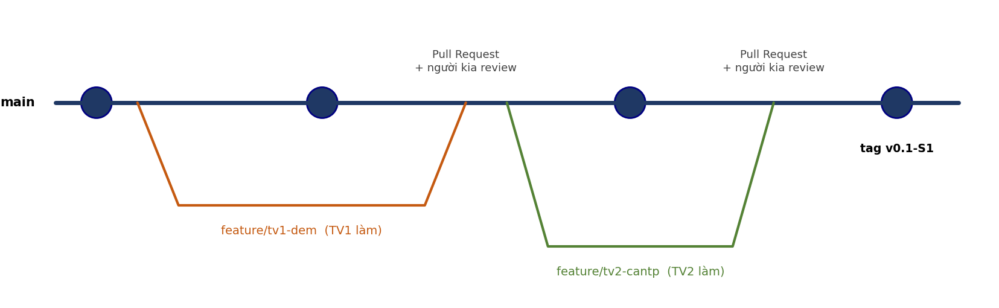 Pull Request
+ người kia review
Pull Request
+ người kia review
main
tag v0.1-S1
feature/tv1-dem  (TV1 làm)
feature/tv2-cantp  (TV2 làm)